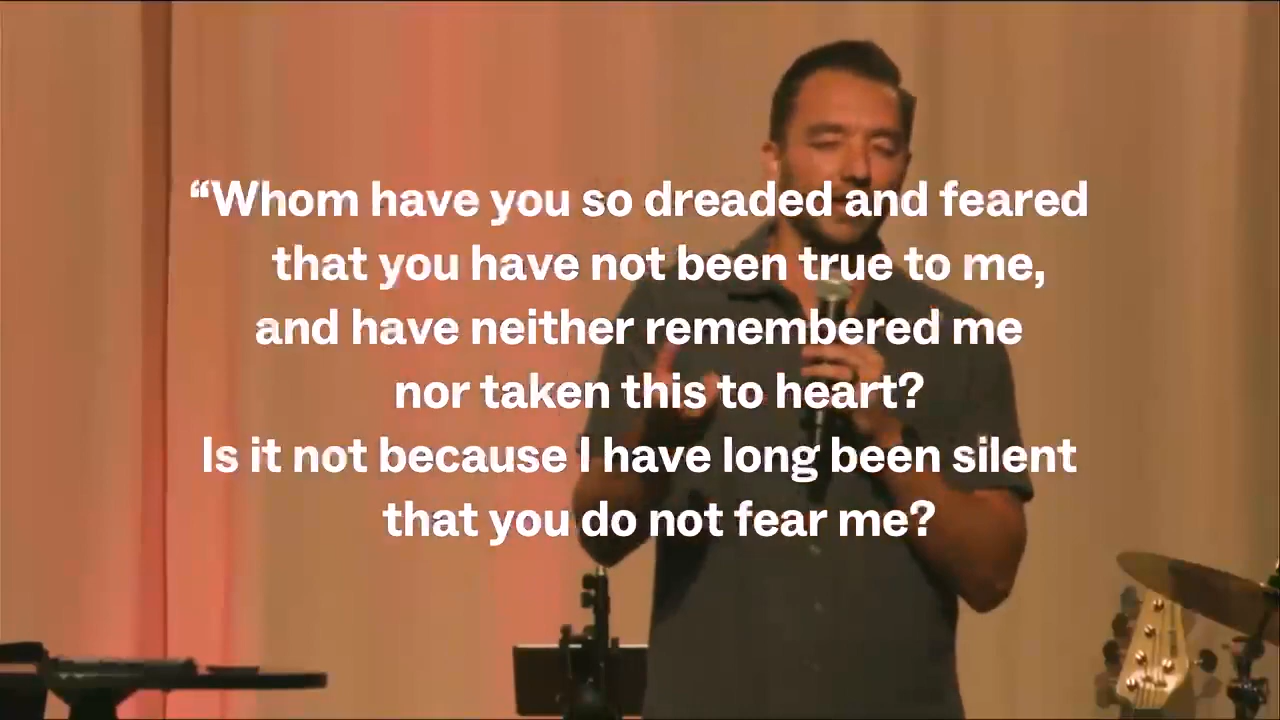 “Whom have you so dreaded and feared
that you have not been true to me,
and have neither remembered me
nor taken this to heart?
Is it not because I have long been silent
that you do not fear me?